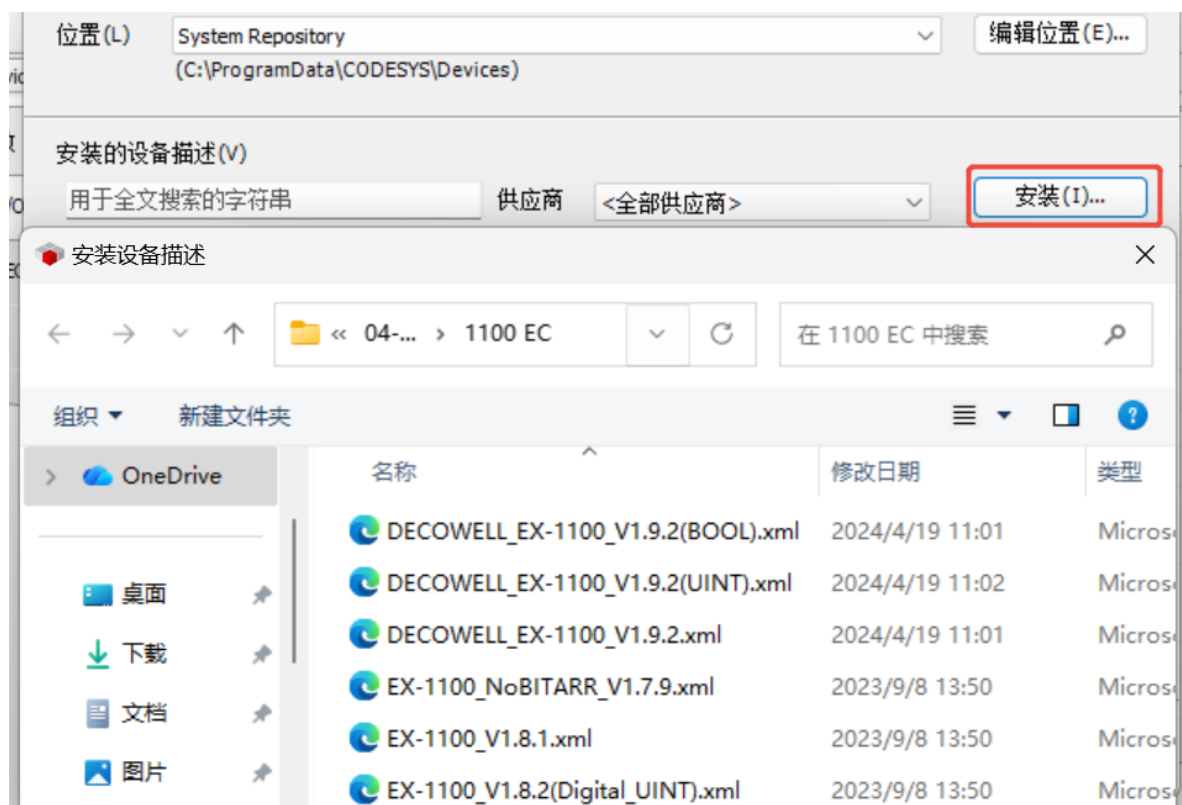 位置(L) System Repository 编辑位置(E)...
(C:\ProgramData\CODESYS\Devices)
安装的设备描述(V)
用于全文搜索的字符串 供应商 <全部供应商> 安装(I)...
安装设备描述
« 04-... › 1100 EC 在 1100 EC 中搜索
组织 新建文件夹
OneDrive 名称 修改日期 类型
DECOWELL_EX-1100_V1.9.2(BOOL).xml 2024/4/19 11:01 Micros
DECOWELL_EX-1100_V1.9.2(UINT).xml 2024/4/19 11:02 Micros
桌面
DECOWELL_EX-1100_V1.9.2.xml 2024/4/19 11:01 Micros
下载
EX-1100_NoBITARR_V1.7.9.xml 2023/9/8 13:50 Micros
文档
EX-1100_V1.8.1.xml 2023/9/8 13:50 Micros
图片
EX-1100_V1.8.2(Digital_UINT).xml 2023/9/8 13:50 Micros